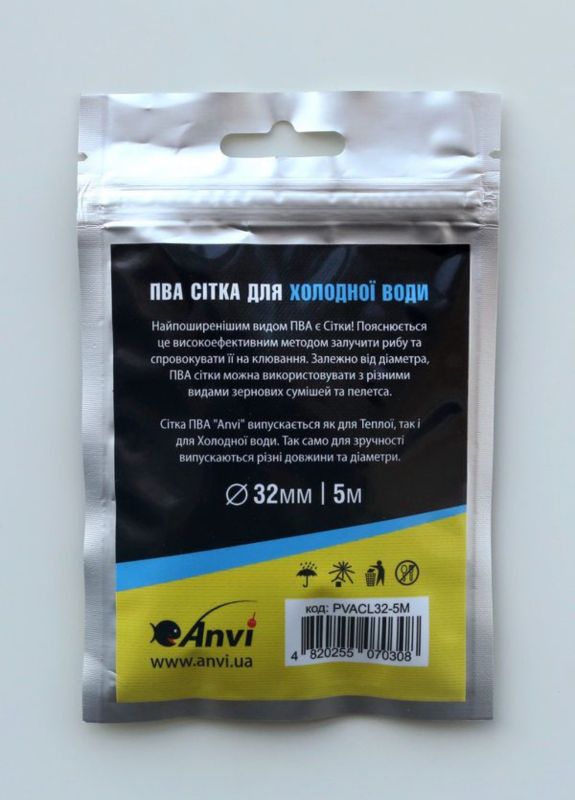 ПВА СІТКА ДЛЯ ХОЛОДНОЇ ВОДИ
Найпоширенішим видом ПВА є Сітки! Пояснюється
це високоефективним методом залучити рибу та
спровокувати її на клювання. Залежно від діаметра,
ПВА сітки можна використовувати з різними
видами зернових сумішей та пелетса.
Сітка ПВА "Anvi" випускається як для Теплої, так і
для Холодної води. Так само для зручності
випускаються різні довжини та діаметри.
⌀ 32мм | 5м
код: PVACL32-5M
4 820255 070308
Anvi
www.anvi.ua